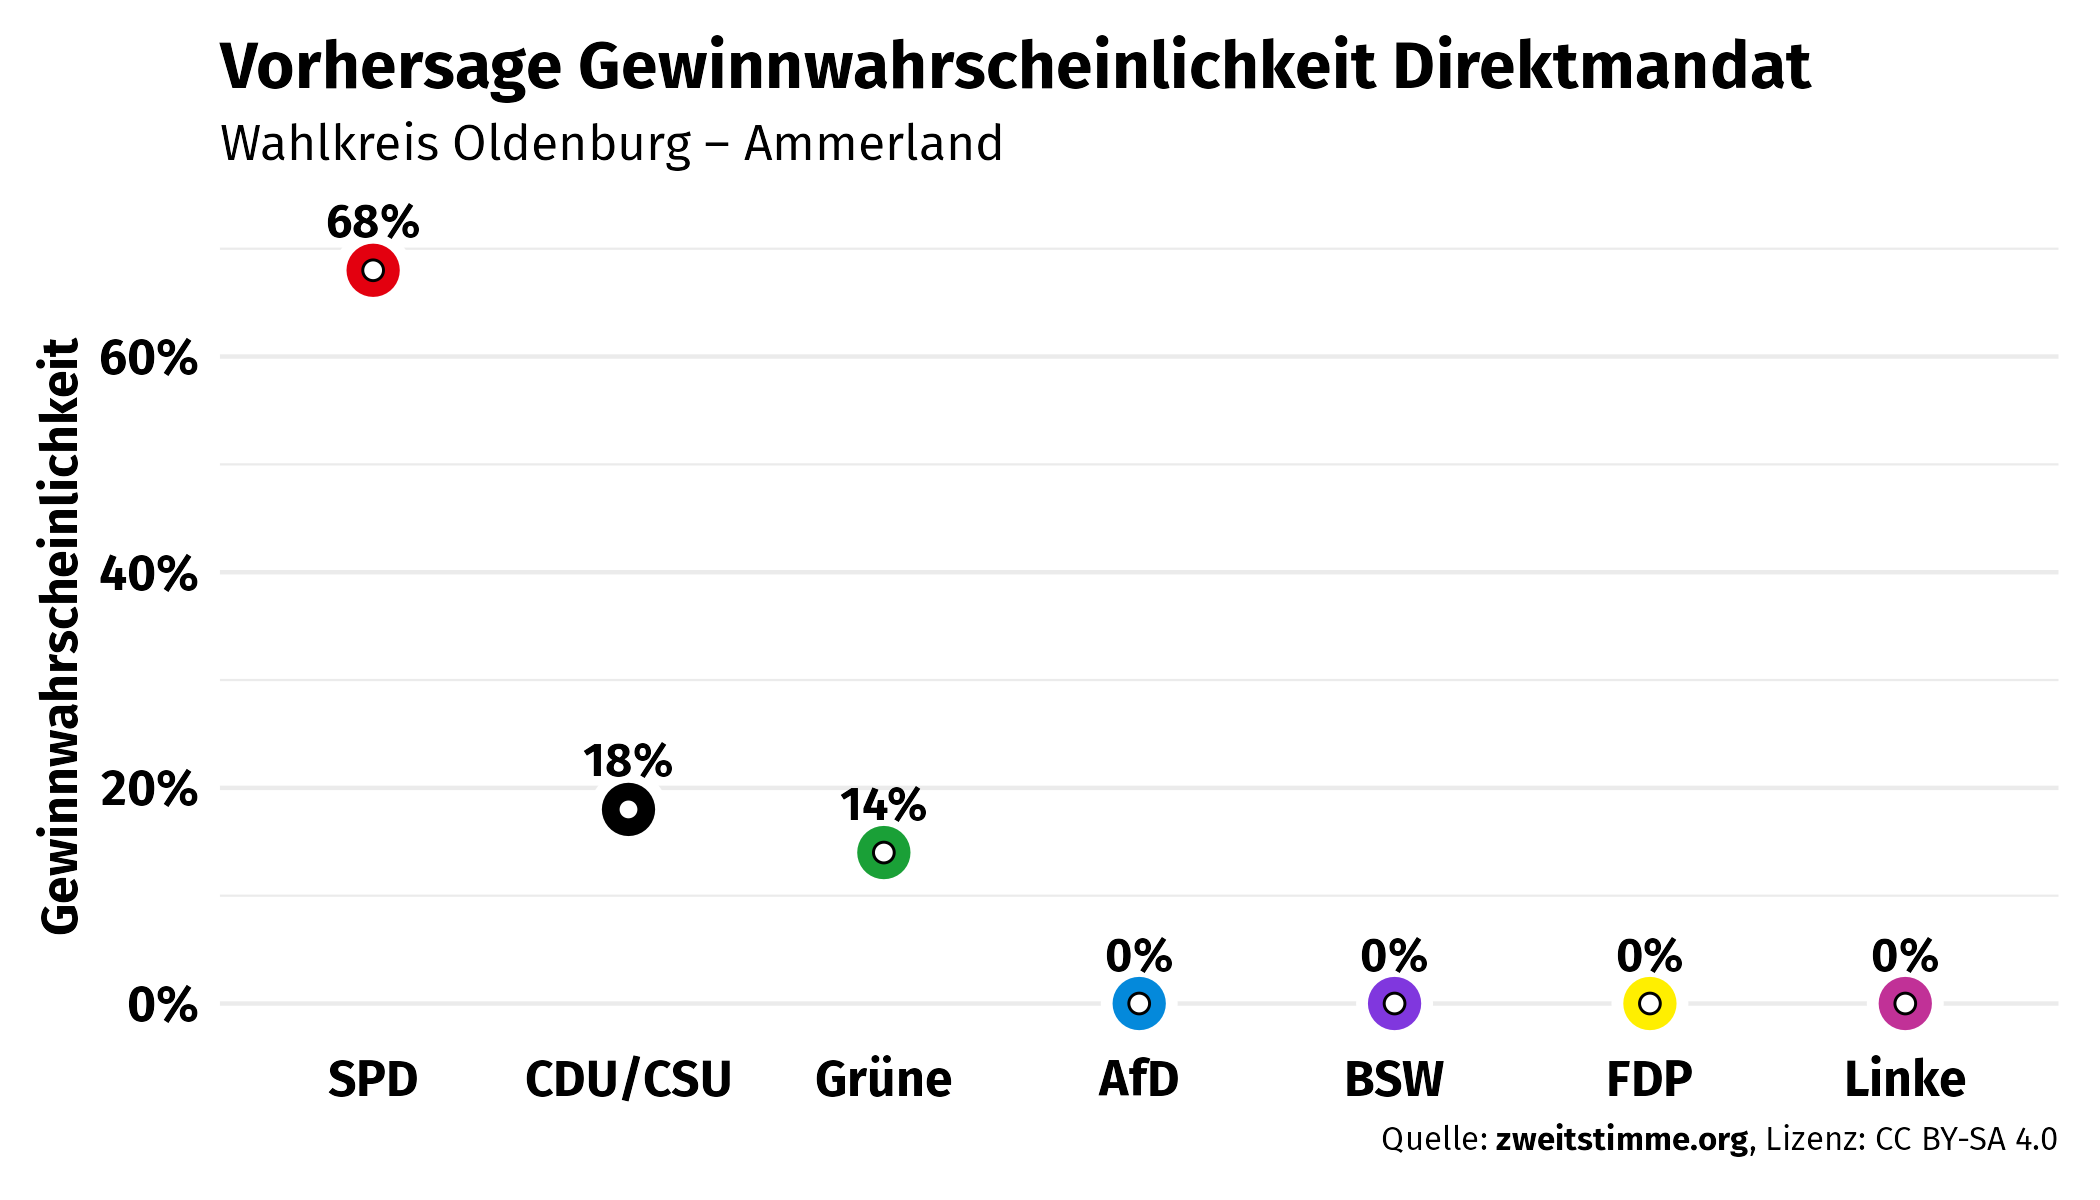 Vorhersage Gewinnwahrscheinlichkeit Direktmandat
Wahlkreis Oldenburg – Ammerland
Gewinnwahrscheinlichkeit
60%
40%
20%
0%
68%
18%
14%
0%
0%
0%
0%
SPD
CDU/CSU
Grüne
AfD
BSW
FDP
Linke
Quelle: zweitstimme.org, Lizenz: CC BY-SA 4.0